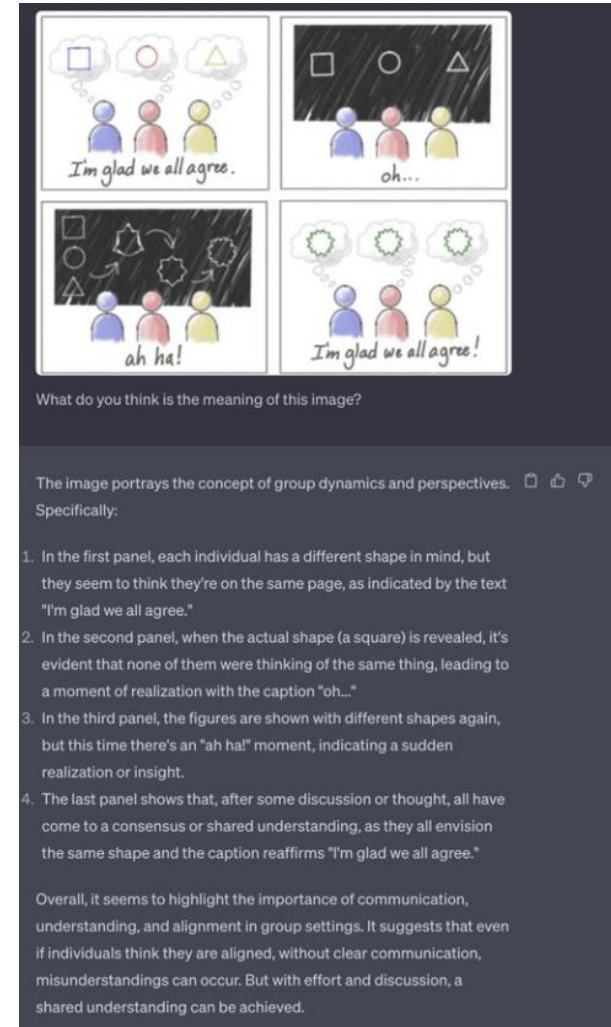 I'm glad we all agree.
oh...
ah ha!
I'm glad we all agree!
What do you think is the meaning of this image?
The image portrays the concept of group dynamics and perspectives.
Specifically:
1. In the first panel, each individual has a different shape in mind, but
they seem to think they're on the same page, as indicated by the text
"I'm glad we all agree."
2. In the second panel, when the actual shape (a square) is revealed, it's
evident that none of them were thinking of the same thing, leading to
a moment of realization with the caption "oh..."
3. In the third panel, the figures are shown with different shapes again,
but this time there's an "ah ha!" moment, indicating a sudden
realization or insight.
4. The last panel shows that, after some discussion or thought, all have
come to a consensus or shared understanding, as they all envision
the same shape and the caption reaffirms "I'm glad we all agree."
Overall, it seems to highlight the importance of communication,
understanding, and alignment in group settings. It suggests that even
if individuals think they are aligned, without clear communication,
misunderstandings can occur. But with effort and discussion, a
shared understanding can be achieved.